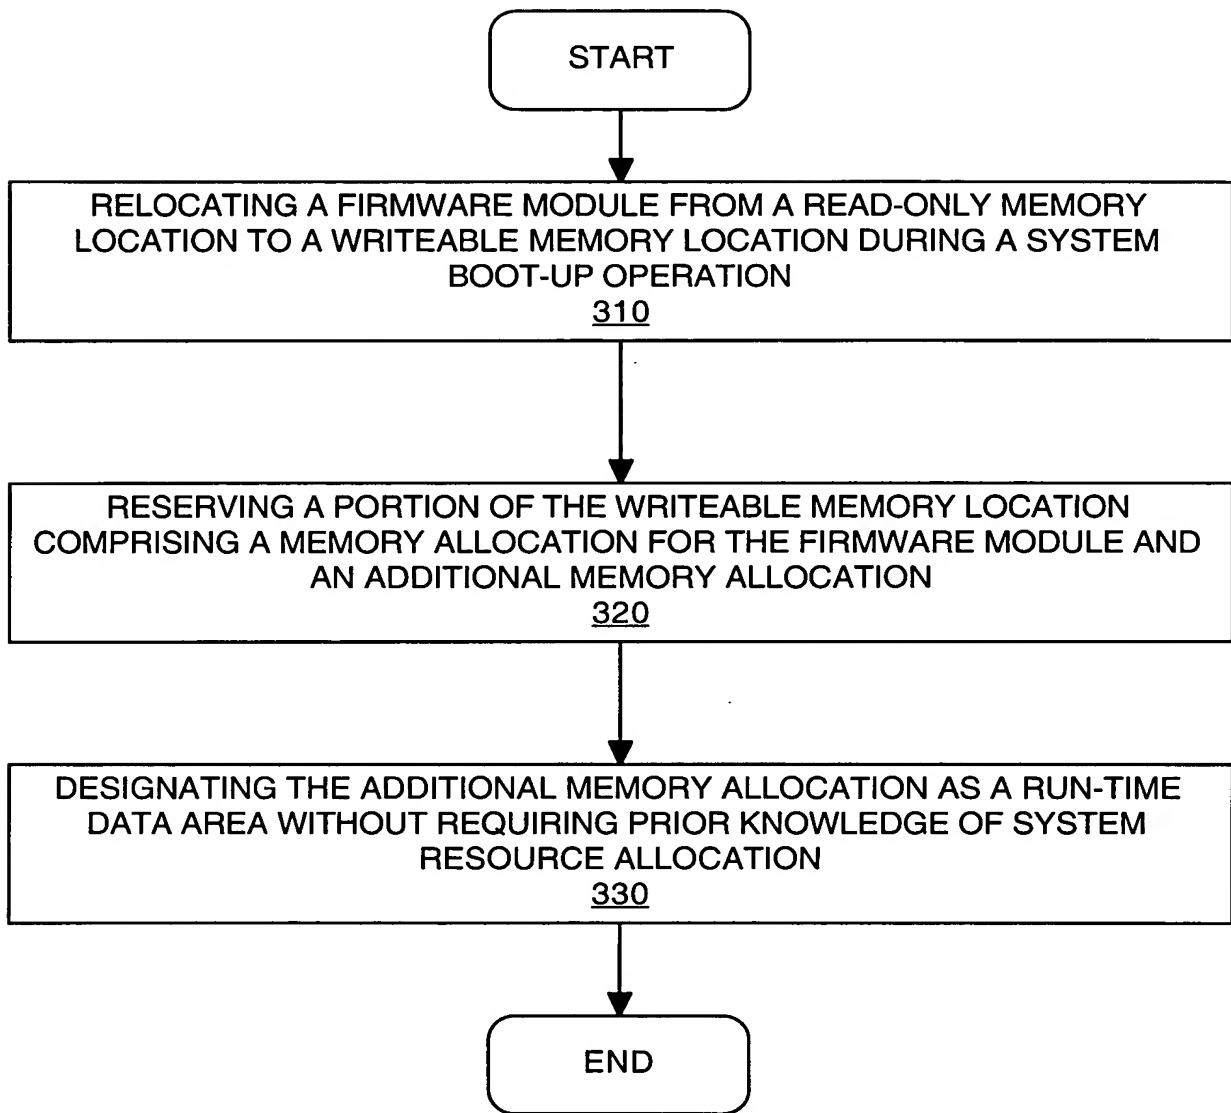 START
RELOCATING A FIRMWARE MODULE FROM A READ-ONLY MEMORY
LOCATION TO A WRITEABLE MEMORY LOCATION DURING A SYSTEM
BOOT-UP OPERATION
310
RESERVING A PORTION OF THE WRITEABLE MEMORY LOCATION
COMPRISING A MEMORY ALLOCATION FOR THE FIRMWARE MODULE AND
AN ADDITIONAL MEMORY ALLOCATION
320
DESIGNATING THE ADDITIONAL MEMORY ALLOCATION AS A RUN-TIME
DATA AREA WITHOUT REQUIRING PRIOR KNOWLEDGE OF SYSTEM
RESOURCE ALLOCATION
330
END